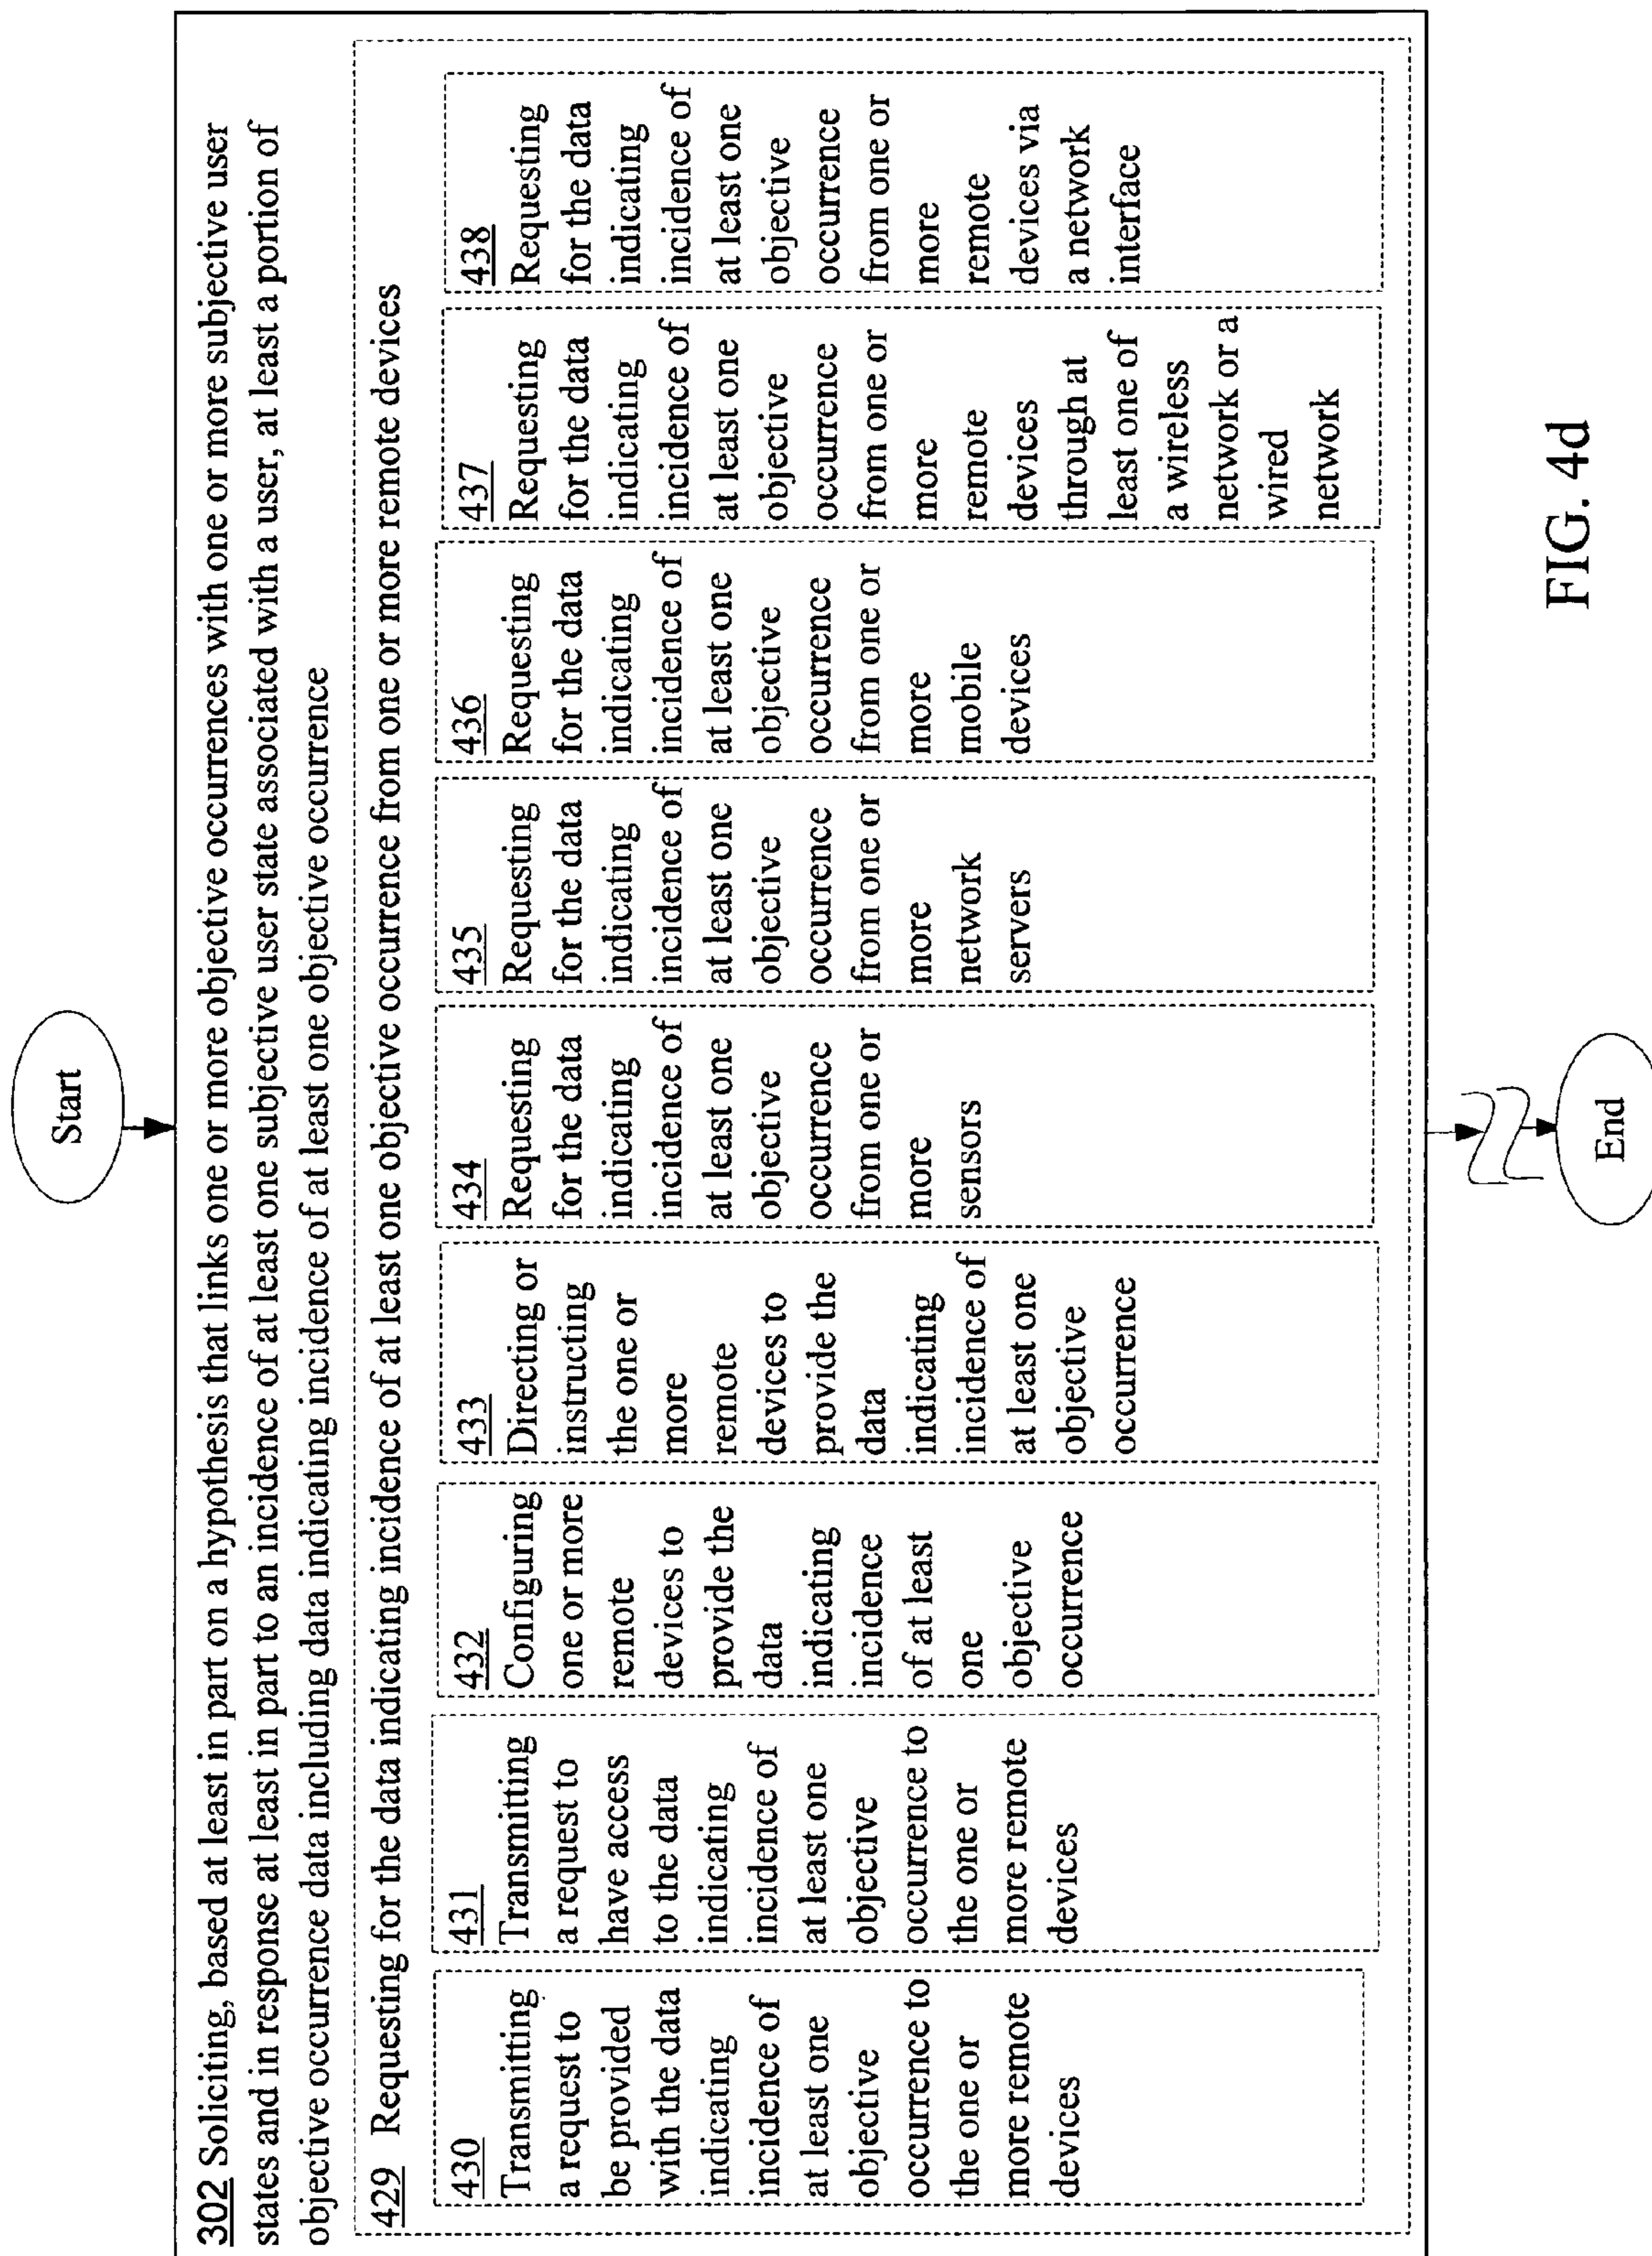 Start
302 Soliciting, based at least in part on a hypothesis that links one or more objective occurrences with one or more subjective user
states and in response at least in part to an incidence of at least one subjective user state associated with a user, at least a portion of
objective occurrence data including data indicating incidence of at least one objective occurrence
429 Requesting for the data indicating incidence of at least one objective occurrence from one or more remote devices
430
Transmitting
a request to
be provided
with the data
indicating
incidence of
at least one
objective
occurrence to
the one or
more remote
devices
431
Transmitting
a request to
have access
to the data
indicating
incidence of
at least one
objective
occurrence to
the one or
more remote
devices
432
Configuring
one or more
remote
devices to
provide the
data
indicating
incidence
of at least
one
objective
occurrence
433
Directing or
instructing
the one or
more
remote
devices to
provide the
data
indicating
incidence of
at least one
objective
occurrence
434
Requesting
for the data
indicating
incidence of
at least one
objective
occurrence
from one or
more
sensors
435
Requesting
for the data
indicating
incidence of
at least one
objective
occurrence
from one or
more
network
servers
436
Requesting
for the data
indicating
incidence of
at least one
objective
occurrence
from one or
more
mobile
devices
437
Requesting
for the data
indicating
incidence of
at least one
objective
occurrence
from one or
more
remote
devices
through at
least one of
a wireless
network or a
wired
network
438
Requesting
for the data
indicating
incidence of
at least one
objective
occurrence
from one or
more
remote
devices via
a network
interface
End
FIG. 4d